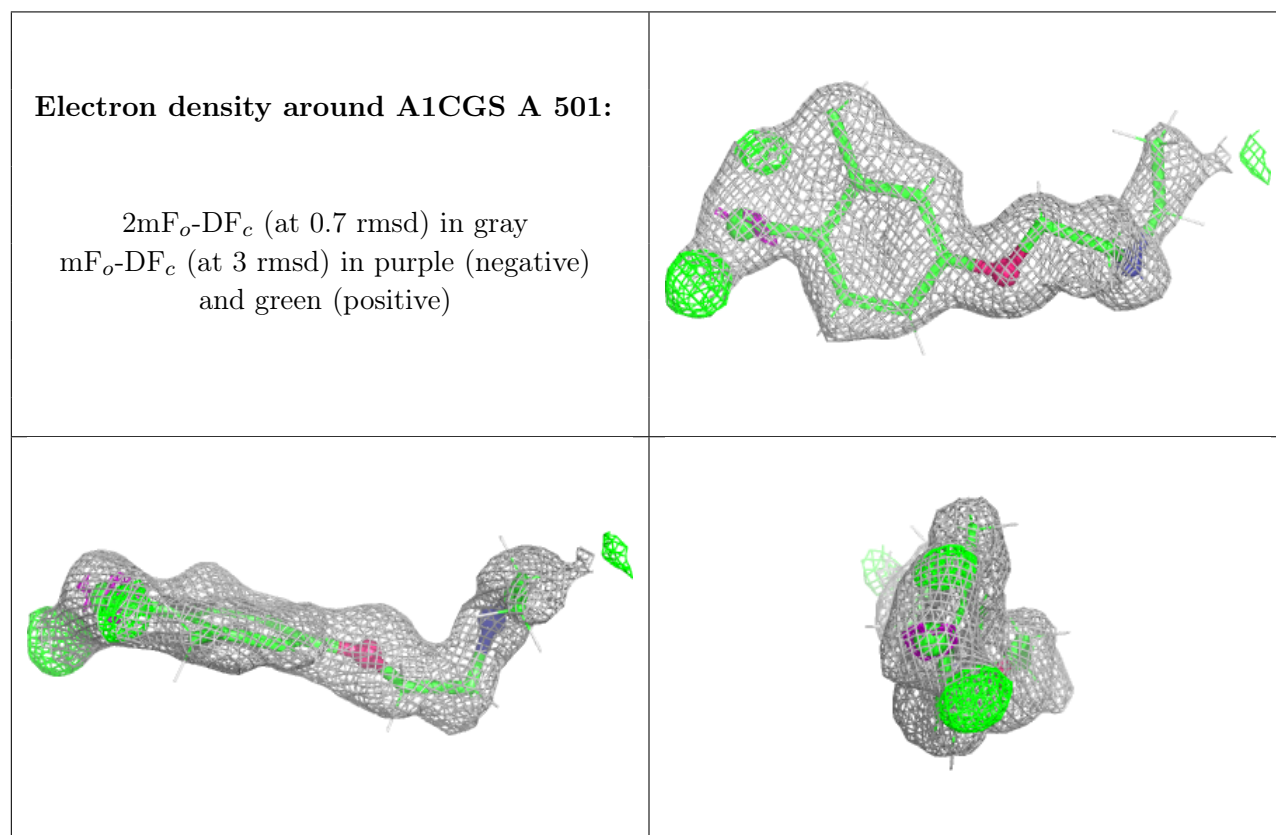 Electron density around A1CGS A 501:
2mFo-DFc (at 0.7 rmsd) in gray
mFo-DFc (at 3 rmsd) in purple (negative)
and green (positive)